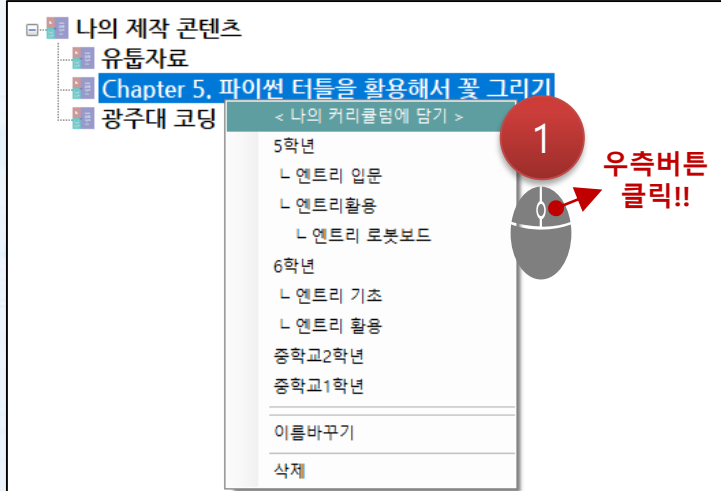 나의 제작 콘텐츠
유튭자료
Chapter 5. 파이썬 터틀을 활용해서 꽃 그리기
광주대 코딩
< 나의 커리큘럼에 담기 >
5학년
ㄴ 엔트리 입문
ㄴ 엔트리활용
ㄴ 엔트리 로봇보드
6학년
ㄴ 엔트리 기초
ㄴ 엔트리 활용
중학교2학년
중학교1학년
이름바꾸기
삭제
1
우측버튼
클릭!!